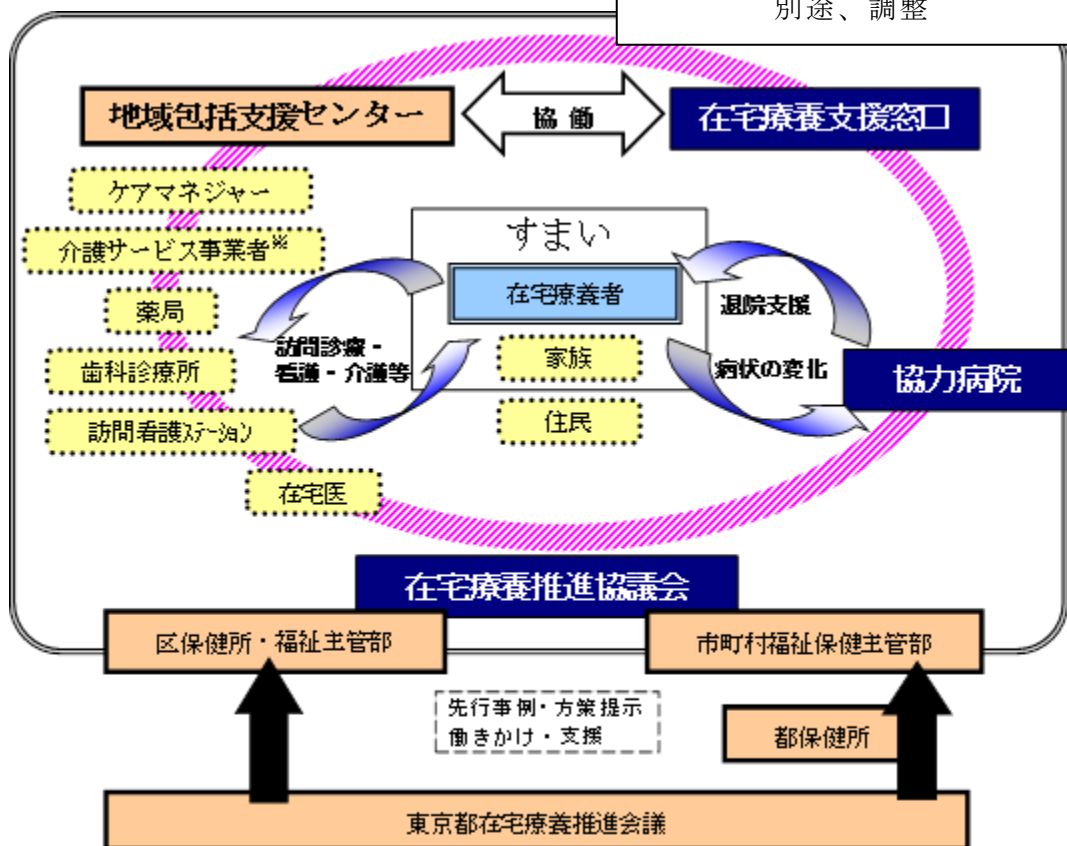 別途、調整
地域包括支援センター
協働
在宅療養支援窓口
ケアマネジャー
介護サービス事業者※
薬局
歯科診療所
訪問看護ステーション
在宅医
訪問診療・
看護・介護等
すまい
在宅療養者
家族
住民
退院支援
病状の変化
協力病院
在宅療養推進協議会
区保健所・福祉主管部
市町村福祉保健主管部
先行事例・方策提示
働きかけ・支援
都保健所
東京都在宅療養推進会議